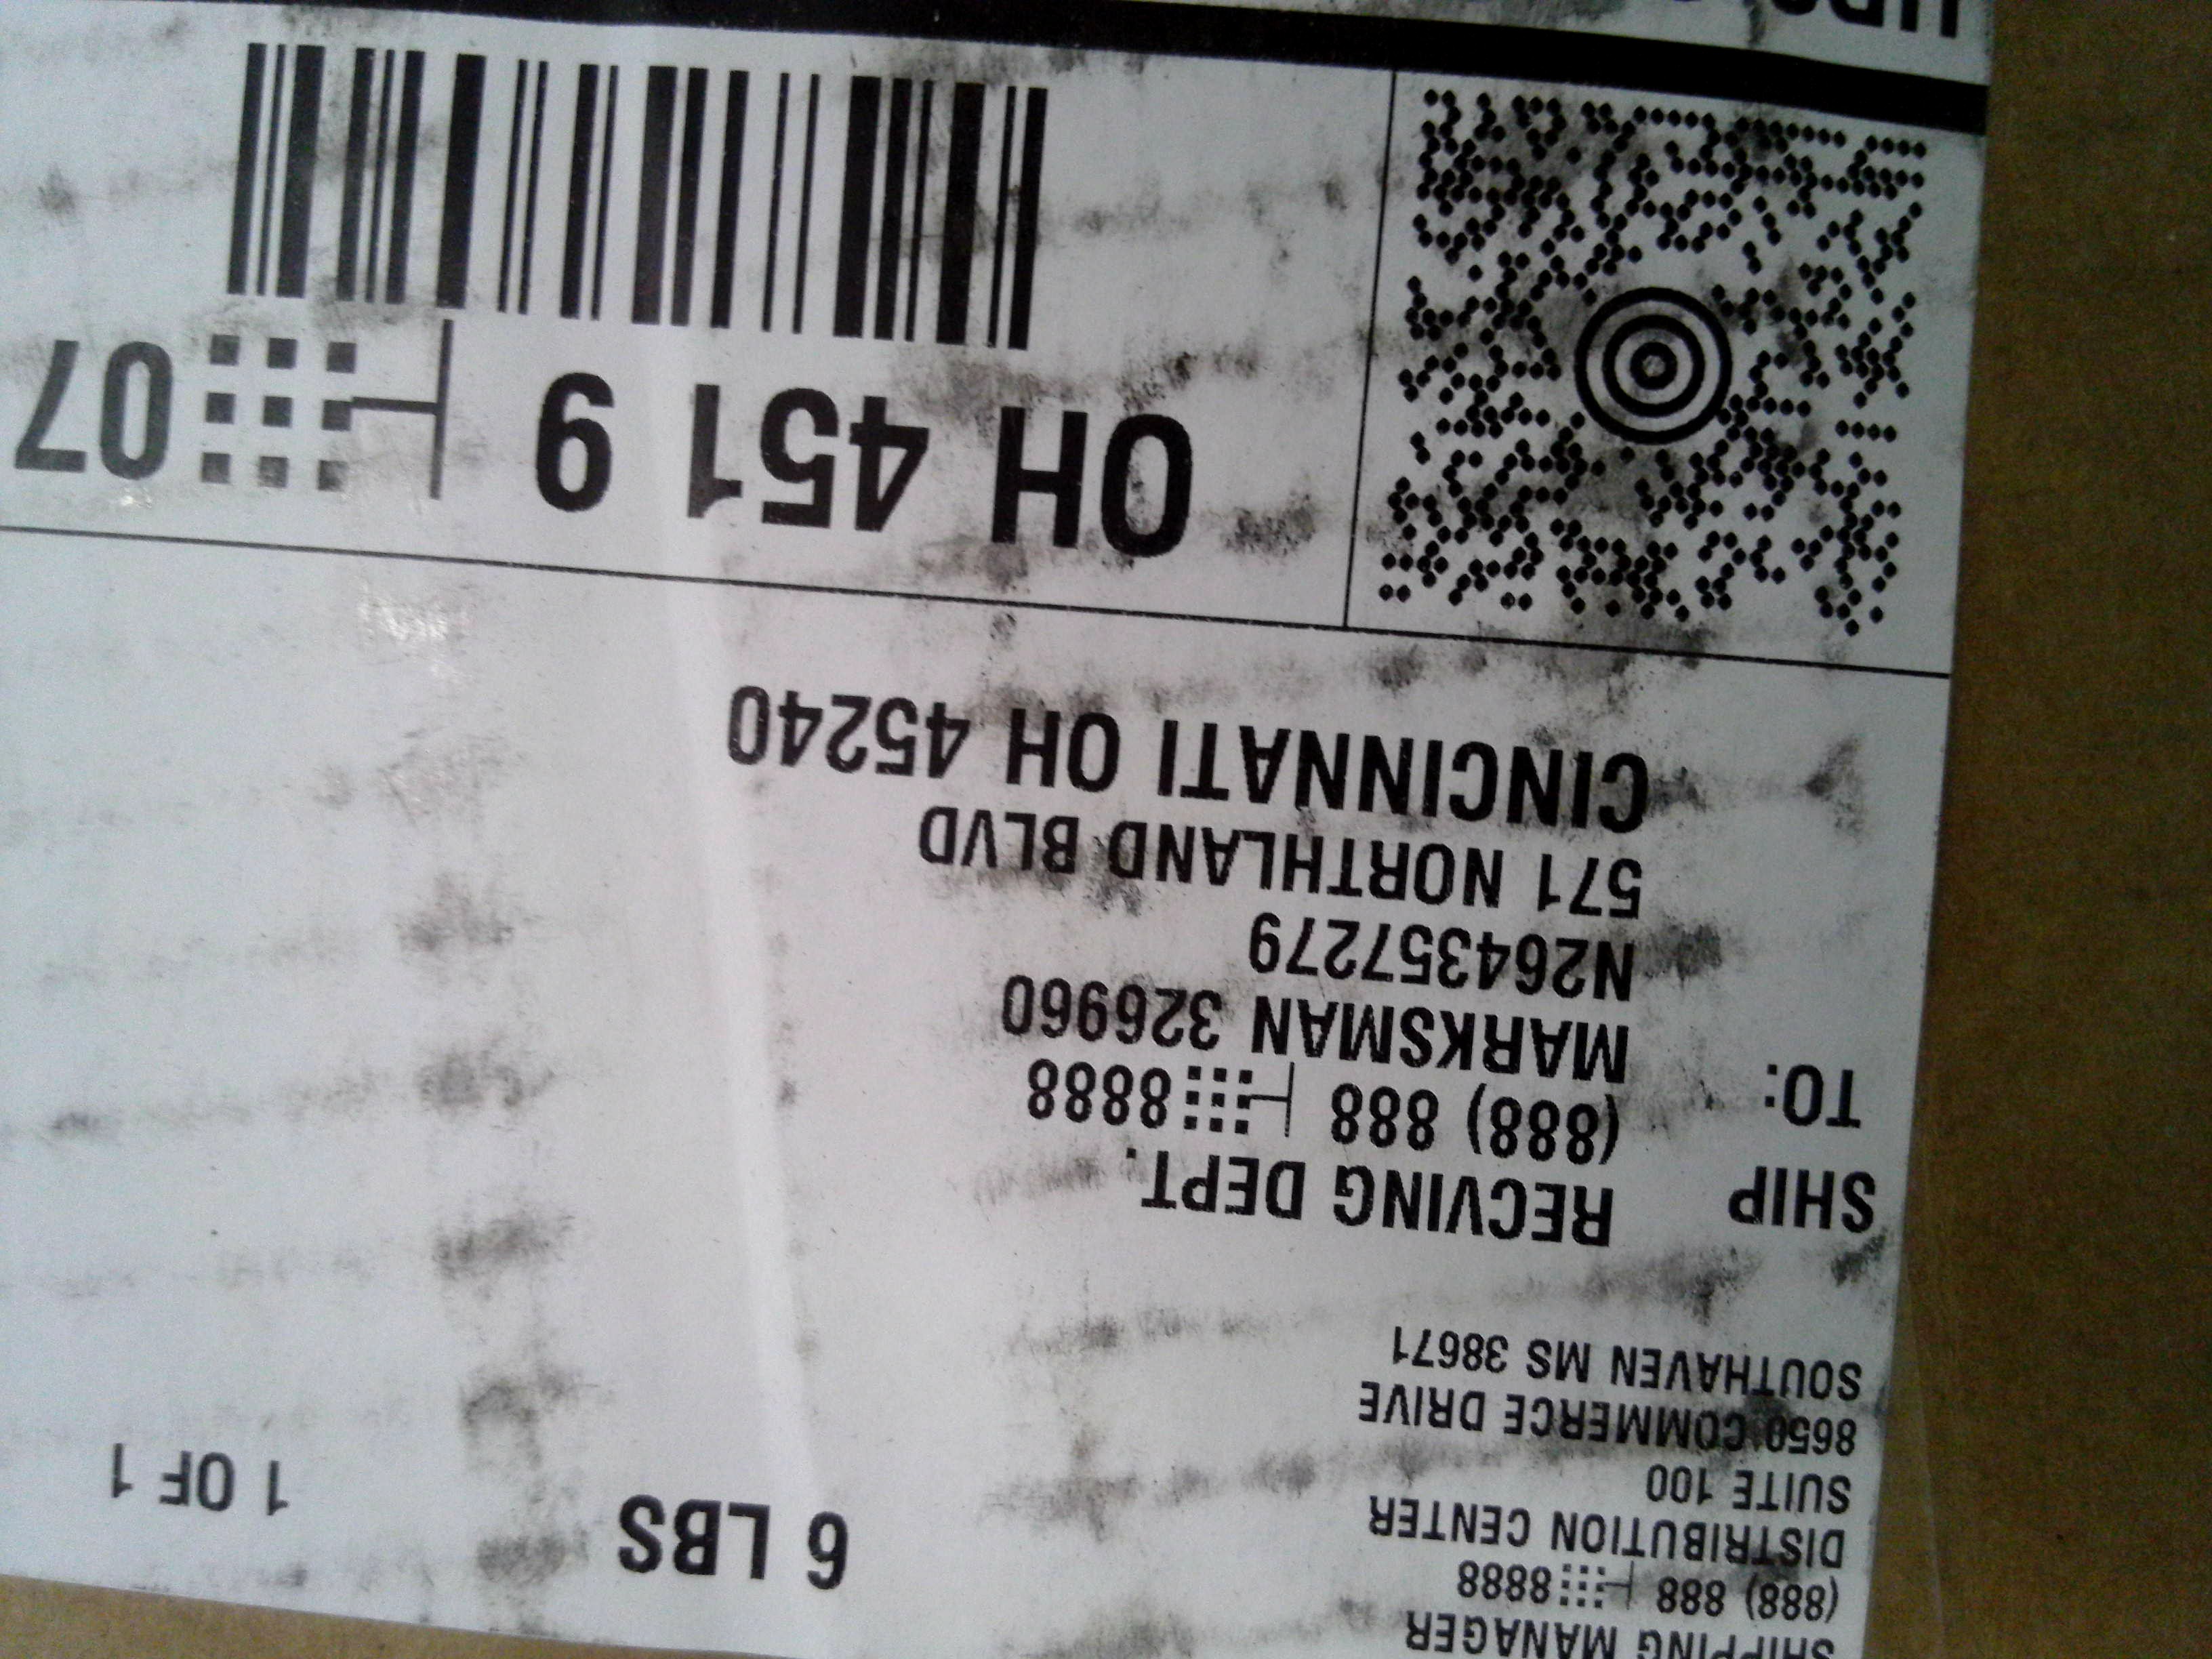 SHIPPING MANAGER
(888) 888 8888
DISTRIBUTION CENTER
SUITE 100
8650 COMMERCE DRIVE
SOUTHAVEN MS 38671
6 LBS
1 OF 1
SHIP
TO:
RECVING DEPT.
(888) 888 8888
MARKSMAN 326960
N264357279
571 NORTHLAND BLVD
CINCINNATI OH 45240
OH 451 9 07
UPS